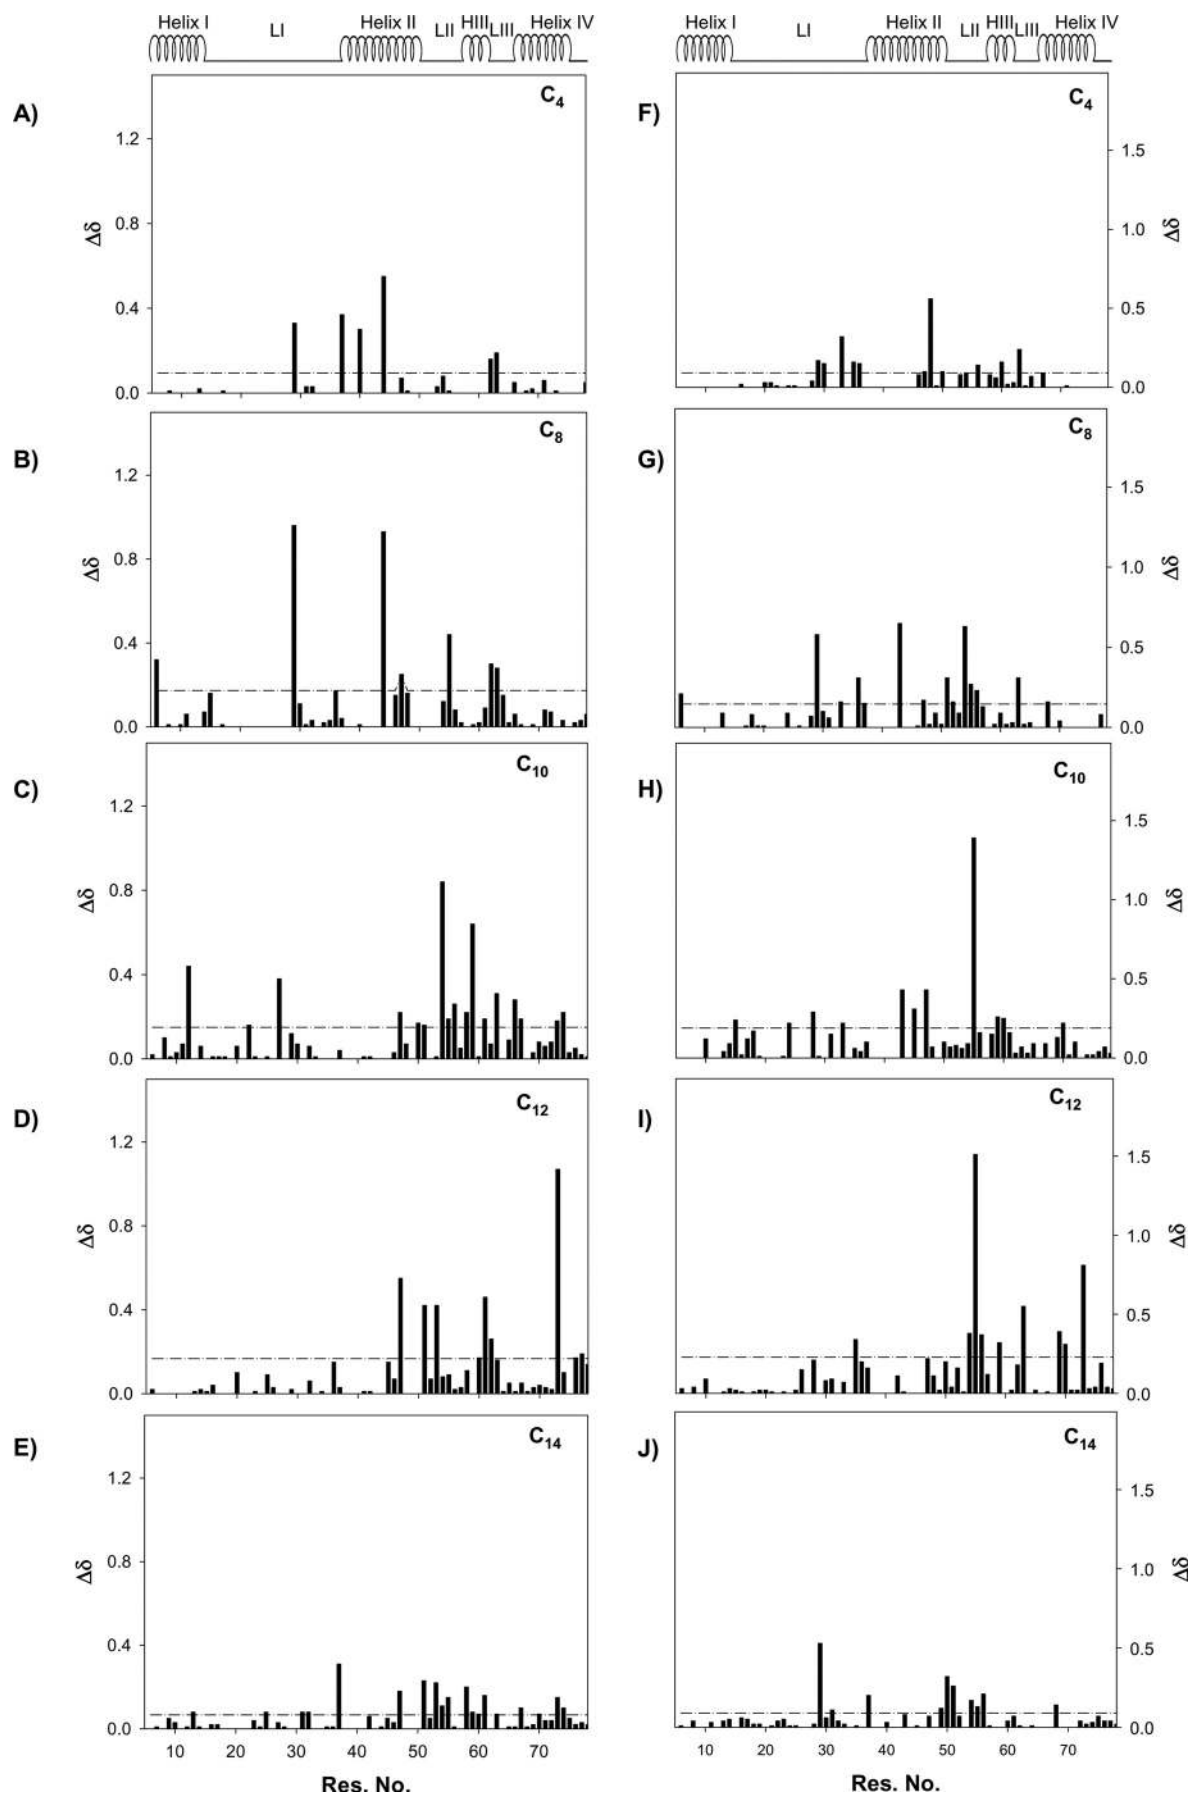 Helix I LI Helix II LII HIII LIII Helix IV
Helix I LI Helix II LII HIII LIII Helix IV
A) C4
1.2
0.8
0.4
0.0
Δδ
F) C4
1.5
1.0
0.5
0.0
Δδ
B) C8
1.2
0.8
0.4
0.0
Δδ
G) C8
1.5
1.0
0.5
0.0
Δδ
C) C10
1.2
0.8
0.4
0.0
Δδ
H) C10
1.5
1.0
0.5
0.0
Δδ
D) C12
1.2
0.8
0.4
0.0
Δδ
I) C12
1.5
1.0
0.5
0.0
Δδ
E) C14
1.2
0.8
0.4
0.0
Δδ
10 20 30 40 50 60 70
Res. No.
J) C14
1.5
1.0
0.5
0.0
Δδ
10 20 30 40 50 60 70
Res. No.